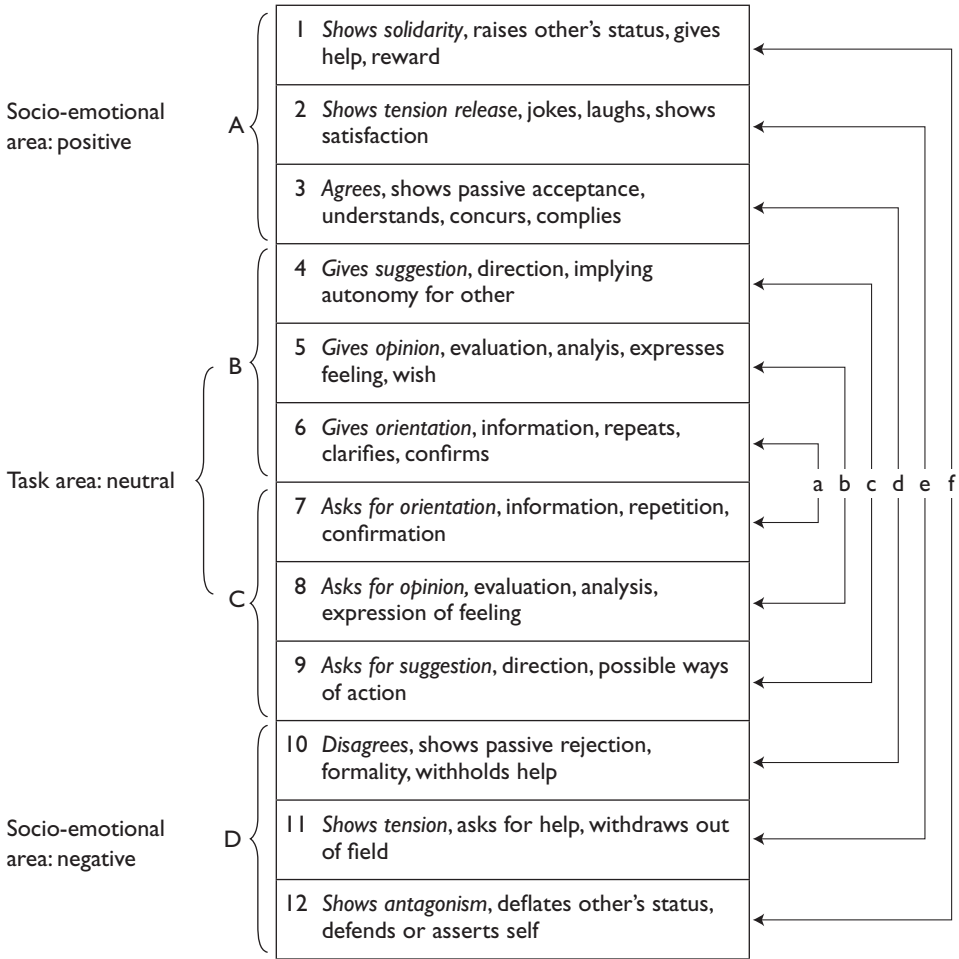 1 Shows solidarity, raises other's status, gives
help, reward
2 Shows tension release, jokes, laughs, shows
satisfaction
3 Agrees, shows passive acceptance,
understands, concurs, complies
Socio-emotional
area: positive
A
4 Gives suggestion, direction, implying
autonomy for other
5 Gives opinion, evaluation, analyis, expresses
feeling, wish
6 Gives orientation, information, repeats,
clarifies, confirms
B
Task area: neutral
7 Asks for orientation, information, repetition,
confirmation
8 Asks for opinion, evaluation, analysis,
expression of feeling
9 Asks for suggestion, direction, possible ways
of action
C
10 Disagrees, shows passive rejection,
formality, withholds help
11 Shows tension, asks for help, withdraws out
of field
12 Shows antagonism, deflates other's status,
defends or asserts self
Socio-emotional
area: negative
D
a b c d e f